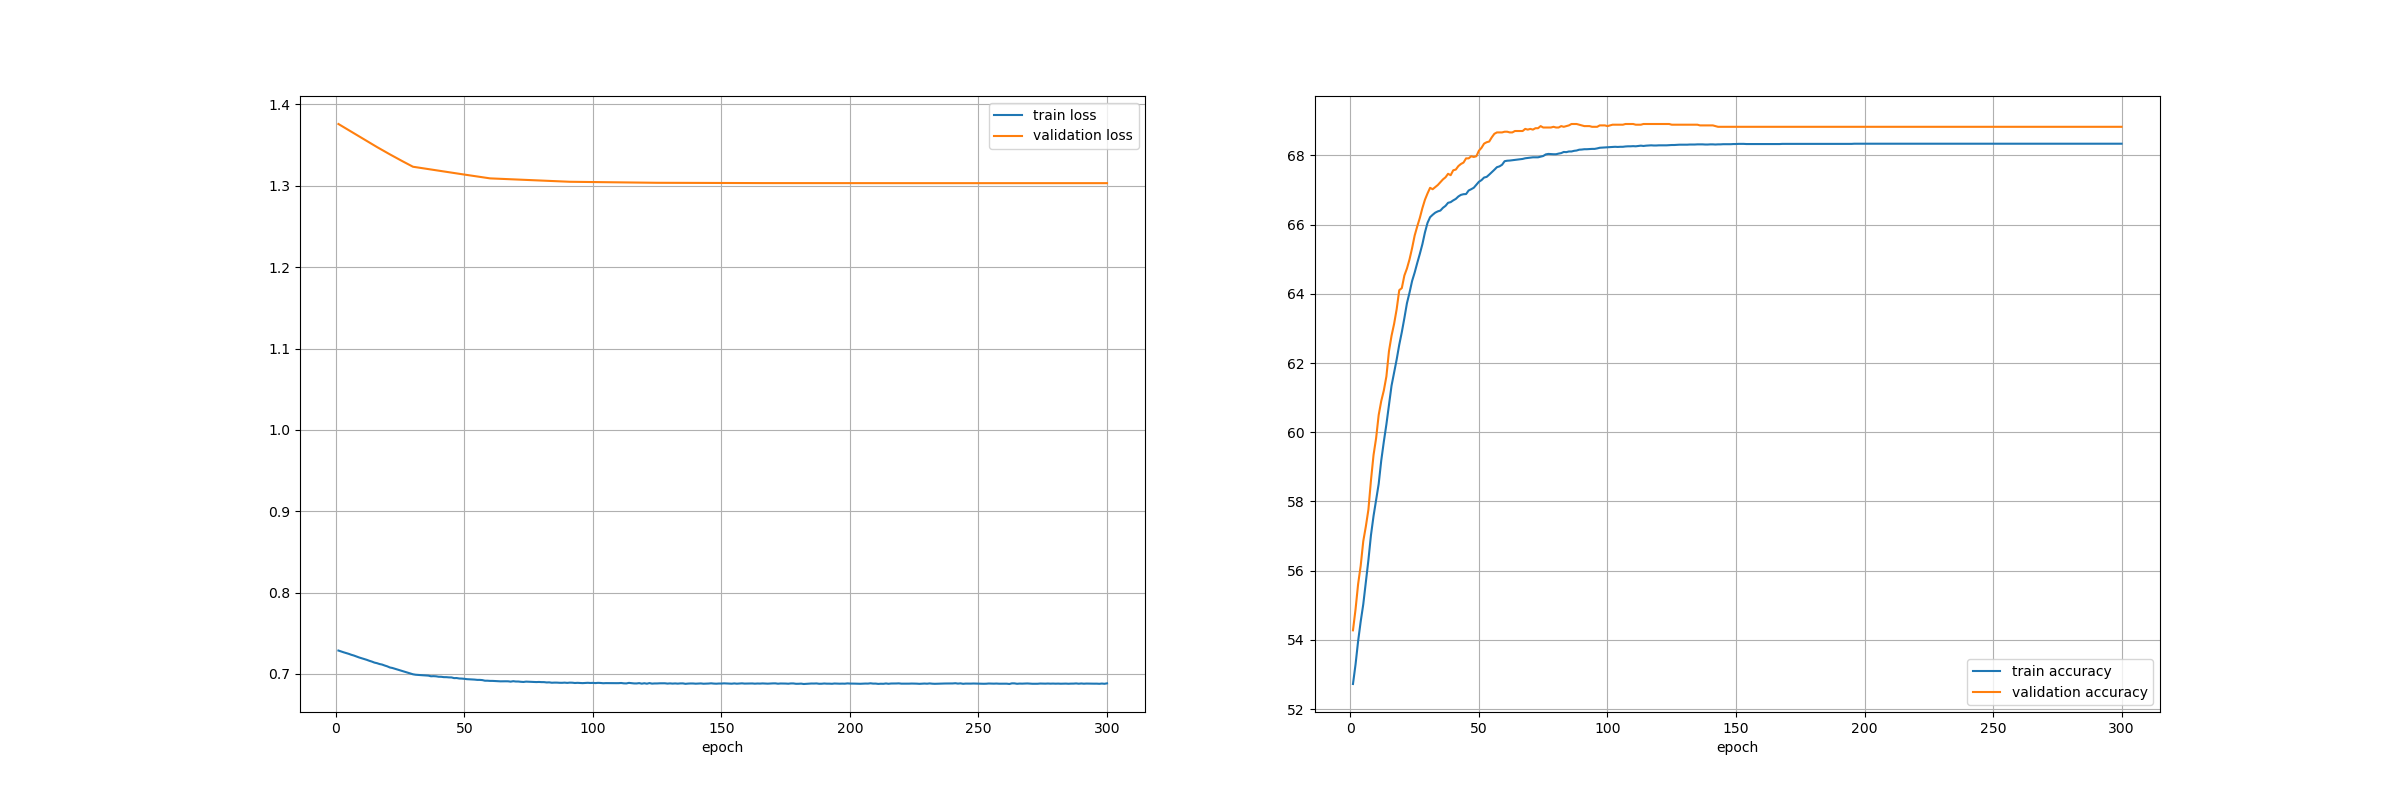 1.4
1.3
1.2
1.1
1.0
0.9
0.8
0.7
0 50 100 150 200 250 300
epoch
train loss
validation loss
68
66
64
62
60
58
56
54
52
0 50 100 150 200 250 300
epoch
train accuracy
validation accuracy